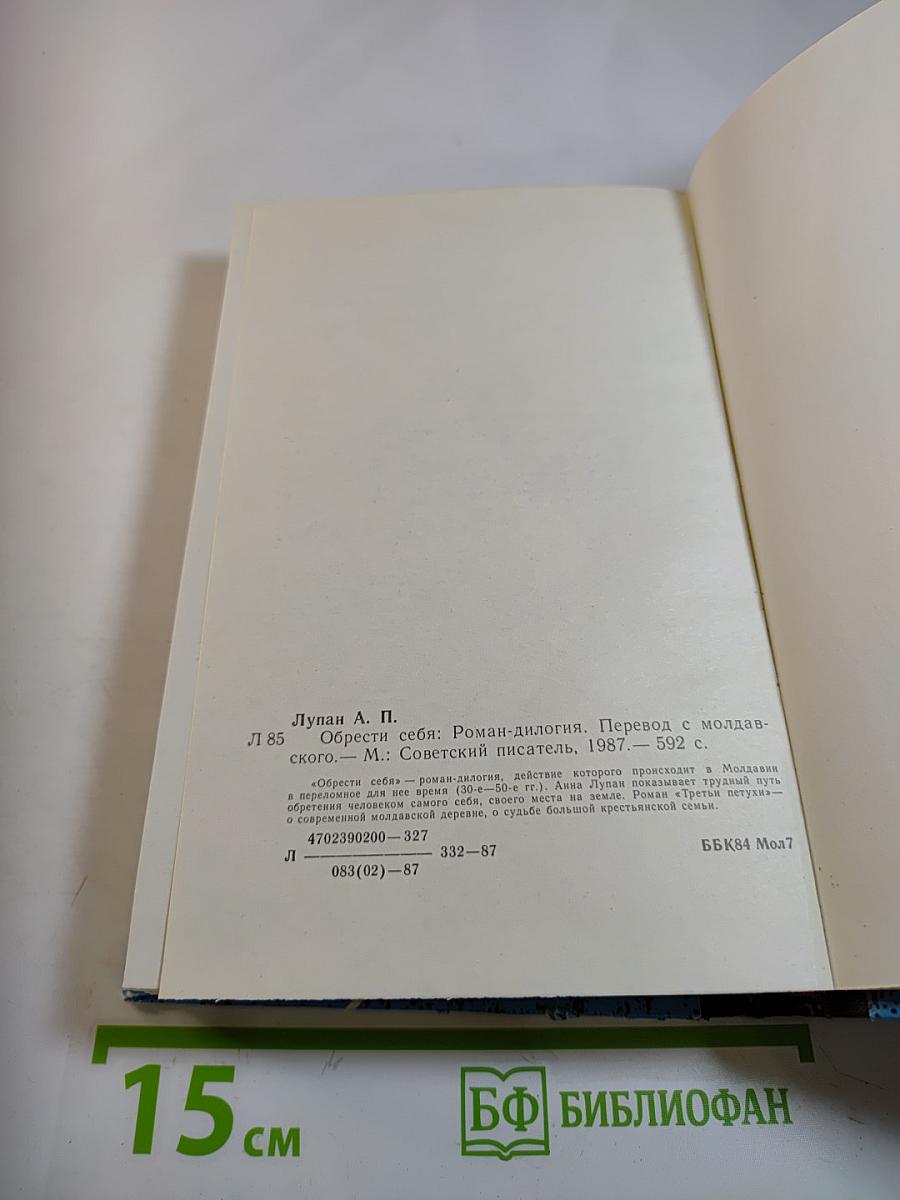 Лупан А. П.
Л 85 Обрести себя: Роман-дилогия. Перевод с молдав-
ского.— М.: Советский писатель, 1987.— 592 с.
«Обрести себя» — роман-дилогия, действие которого происходит в Молдавии
в переломное для нее время (30-е—50-е гг.). Анна Лупан показывает трудный путь
обретения человеком самого себя, своего места на земле. Роман «Третьи петухи»—
о современной молдавской деревне, о судьбе большой крестьянской семьи.
4702390200—327
Л ———————— 332—87
083(02)—87
ББК84 Мол7
15 см
БФ БИБЛИОФАН